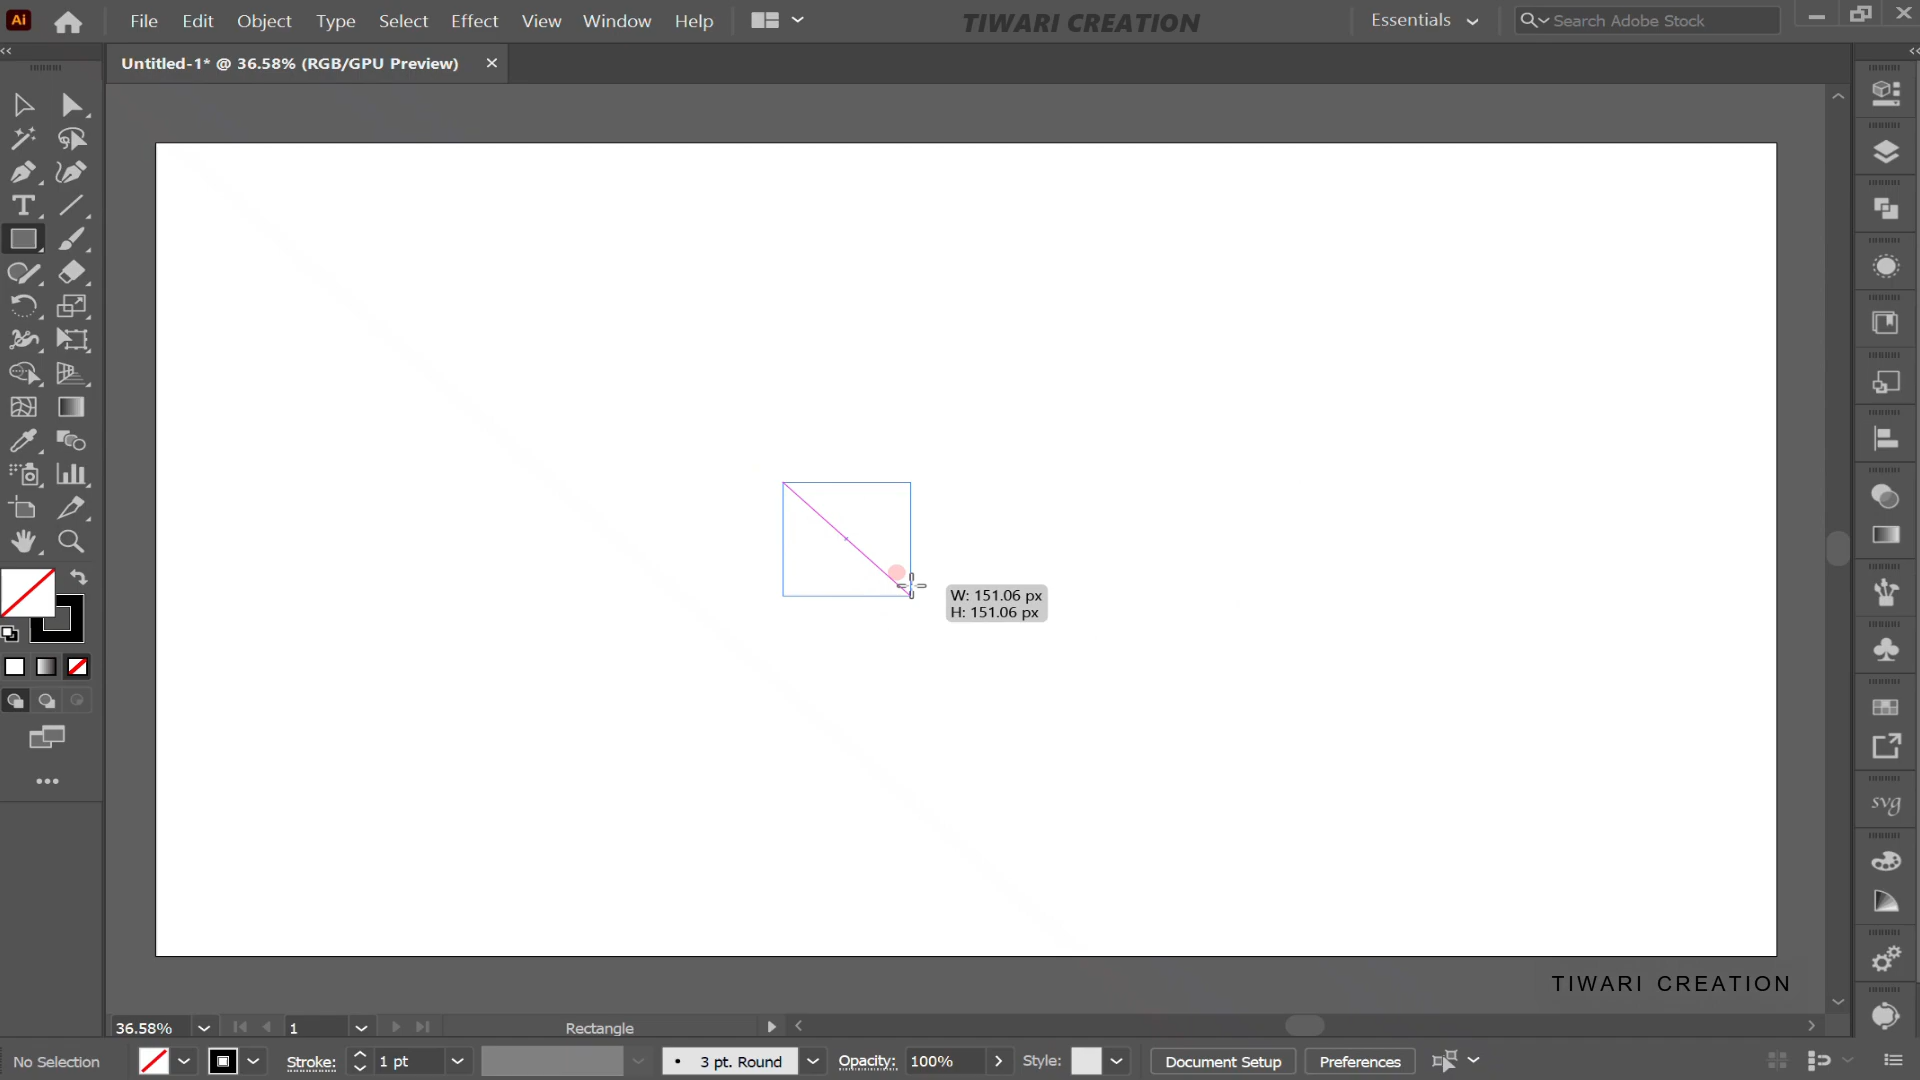 Ai File Edit Object Type Select Effect View Window Help TIWARI CREATION Essentials Search Adobe Stock
Untitled-1* @ 36.58% (RGB/GPU Preview)
W: 151.06 px
H: 151.06 px
svg
TIWARI CREATION
36.58% 1 Rectangle
No Selection Stroke: 1 pt 3 pt. Round Opacity: 100% Style: Document Setup Preferences